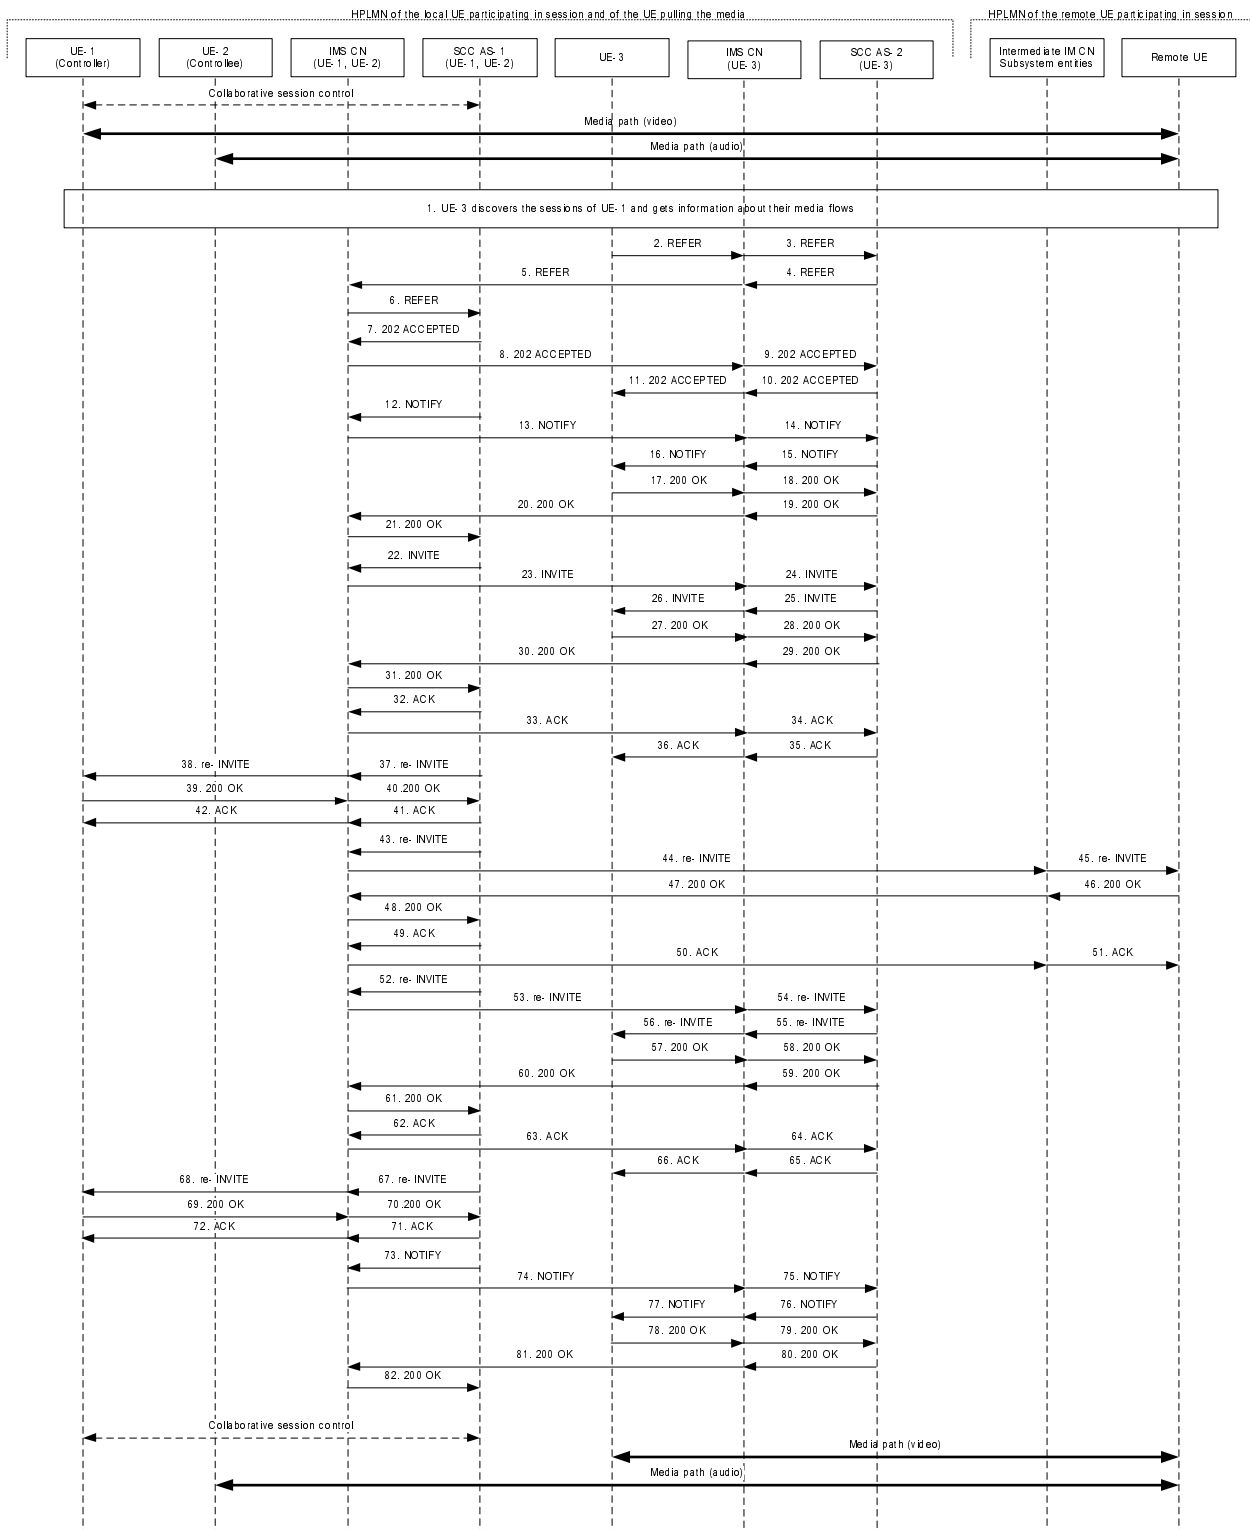 HPLMN of the local UE participating in session and of the UE pulling the media
HPLMN of the remote UE participating in session
UE-1
(Controller)
UE-2
(Controllee)
IMS CN
(UE-1, UE-2)
SCC AS-1
(UE-1, UE-2)
UE-3
IMS CN
(UE-3)
SCC AS-2
(UE-3)
Intermediate IM CN
Subsystem entities
Remote UE
Collaborative session control
Media path (video)
Media path (audio)
1. UE-3 discovers the sessions of UE-1 and gets information about their media flows
2. REFER
3. REFER
5. REFER
4. REFER
6. REFER
7. 202 ACCEPTED
8. 202 ACCEPTED
9. 202 ACCEPTED
11. 202 ACCEPTED
10. 202 ACCEPTED
12. NOTIFY
13. NOTIFY
14. NOTIFY
16. NOTIFY
15. NOTIFY
17. 200 OK
18. 200 OK
20. 200 OK
19. 200 OK
21. 200 OK
22. INVITE
23. INVITE
24. INVITE
26. INVITE
25. INVITE
27. 200 OK
28. 200 OK
30. 200 OK
29. 200 OK
31. 200 OK
32. ACK
33. ACK
34. ACK
36. ACK
35. ACK
38. re-INVITE
37. re-INVITE
39. 200 OK
40.200 OK
42. ACK
41. ACK
43. re-INVITE
44. re-INVITE
45. re-INVITE
47. 200 OK
46. 200 OK
48. 200 OK
49. ACK
50. ACK
51. ACK
52. re-INVITE
53. re-INVITE
54. re-INVITE
56. re-INVITE
55. re-INVITE
57. 200 OK
58. 200 OK
60. 200 OK
59. 200 OK
61. 200 OK
62. ACK
63. ACK
64. ACK
66. ACK
65. ACK
68. re-INVITE
67. re-INVITE
69. 200 OK
70.200 OK
72. ACK
71. ACK
73. NOTIFY
74. NOTIFY
75. NOTIFY
77. NOTIFY
76. NOTIFY
78. 200 OK
79. 200 OK
81. 200 OK
80. 200 OK
82. 200 OK
Collaborative session control
Media path (video)
Media path (audio)